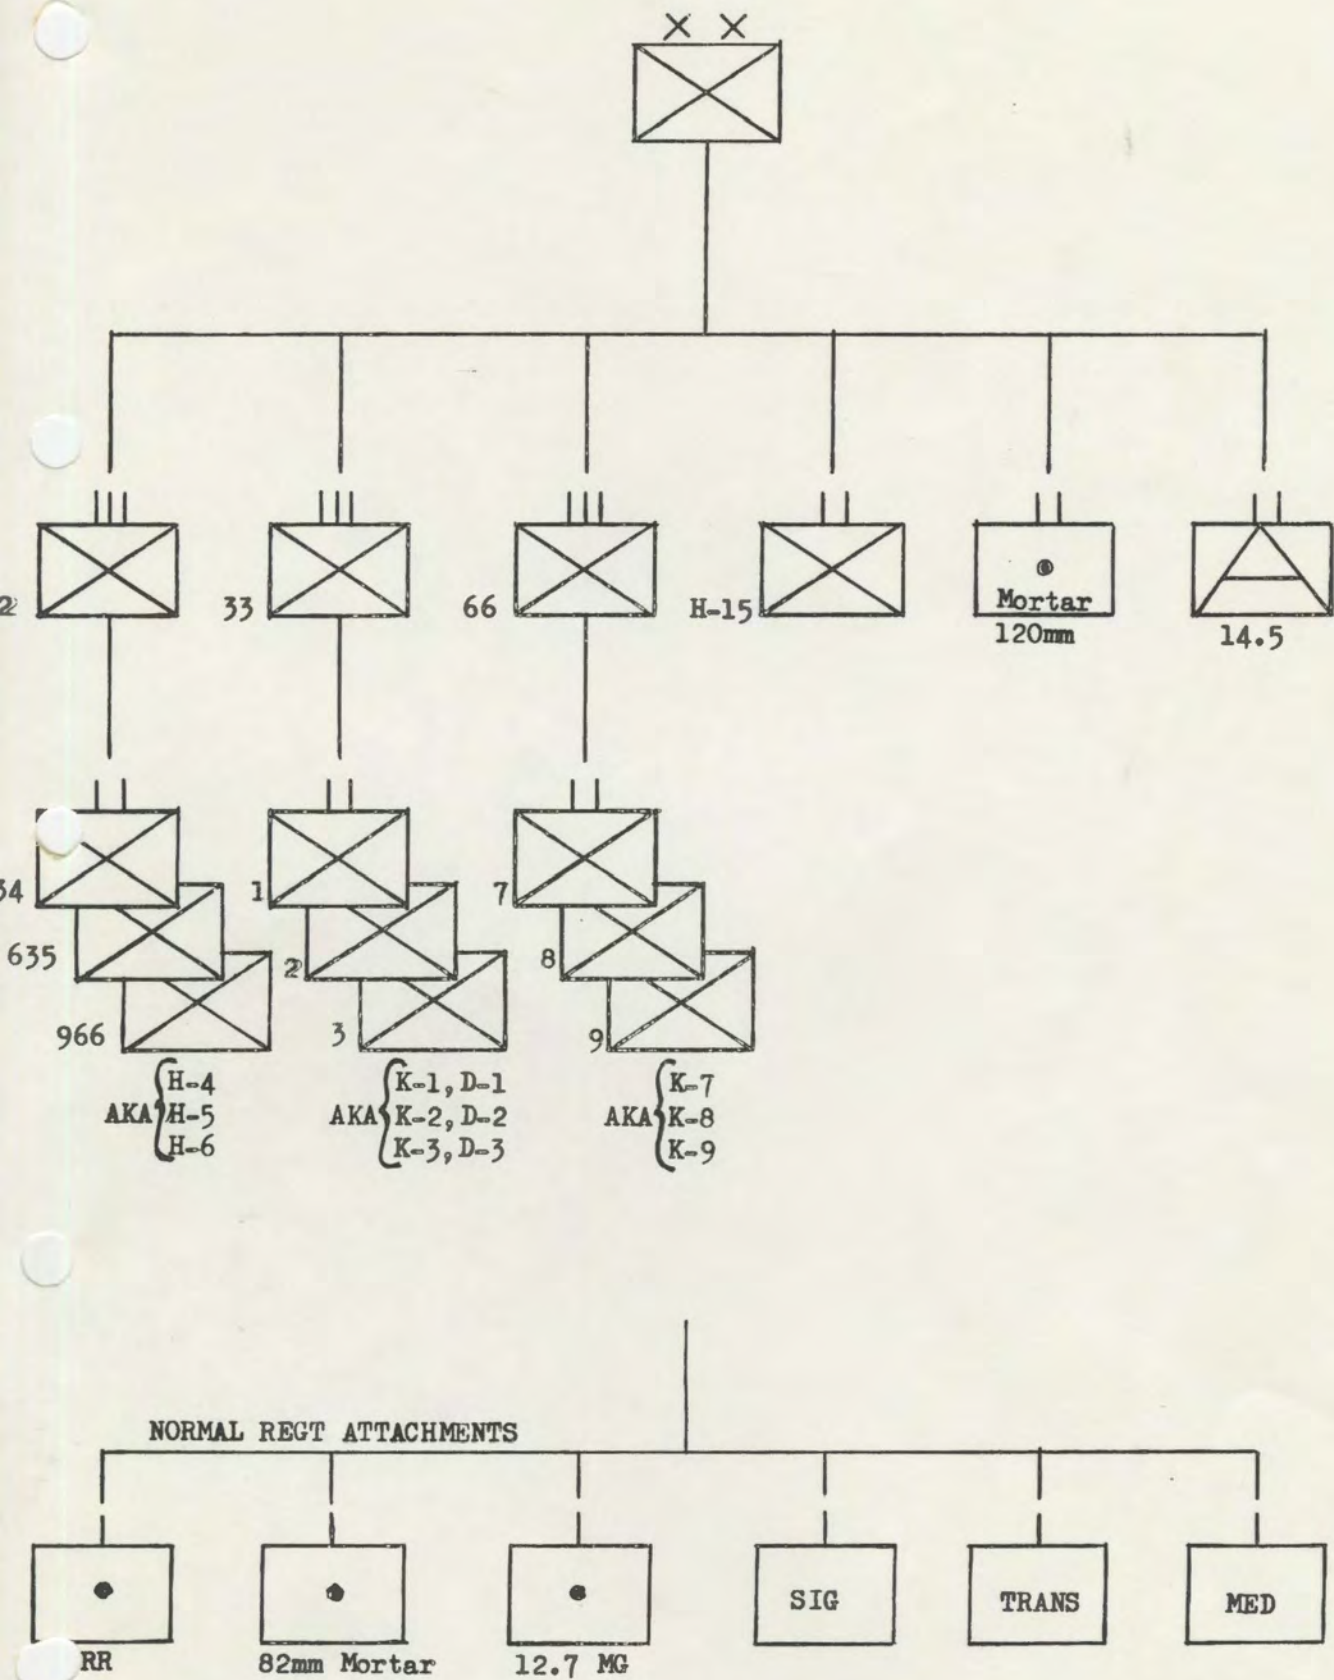 2
33
66
H-15
Mortar
120mm
14.5
34
635
966
1
2
3
7
8
9
AKA
H-4
H-5
H-6
AKA
K-1, D-1
K-2, D-2
K-3, D-3
AKA
K-7
K-8
K-9
NORMAL REGT ATTACHMENTS
SIG
TRANS
MED
RR
82mm Mortar
12.7 MG